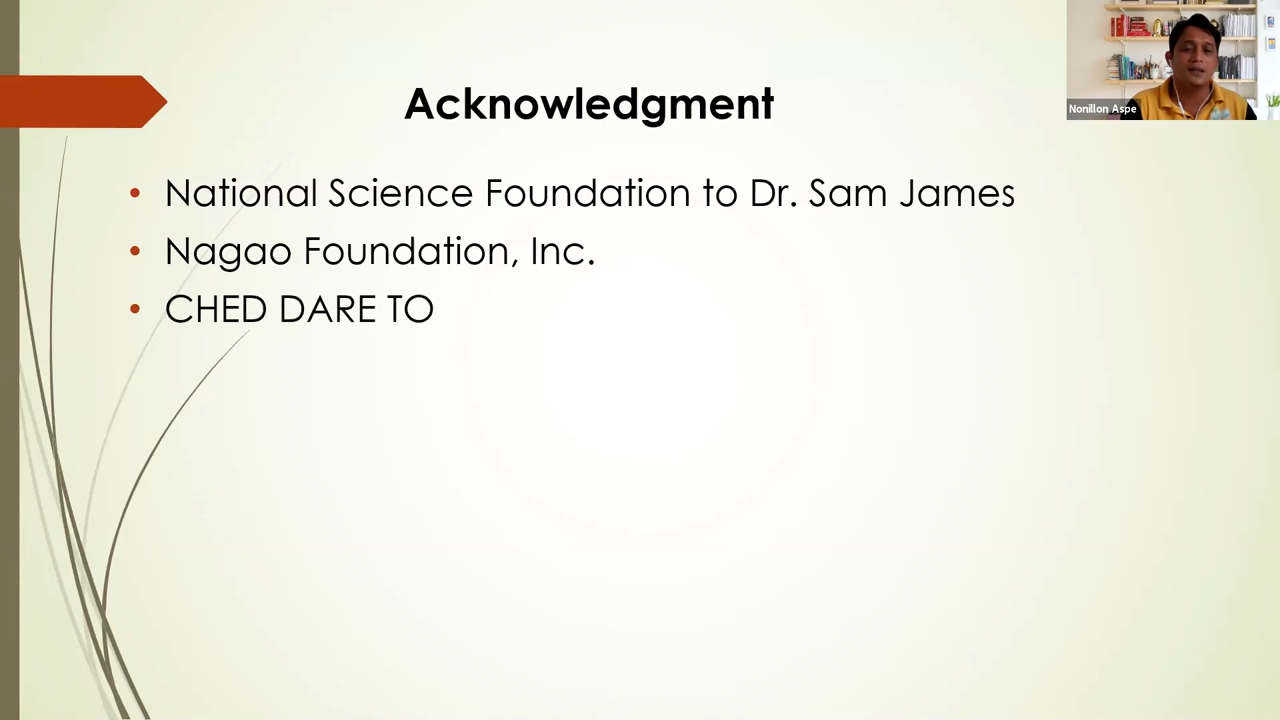 Acknowledgment
Nonillon Aspe
• National Science Foundation to Dr. Sam James
• Nagao Foundation, Inc.
• CHED DARE TO